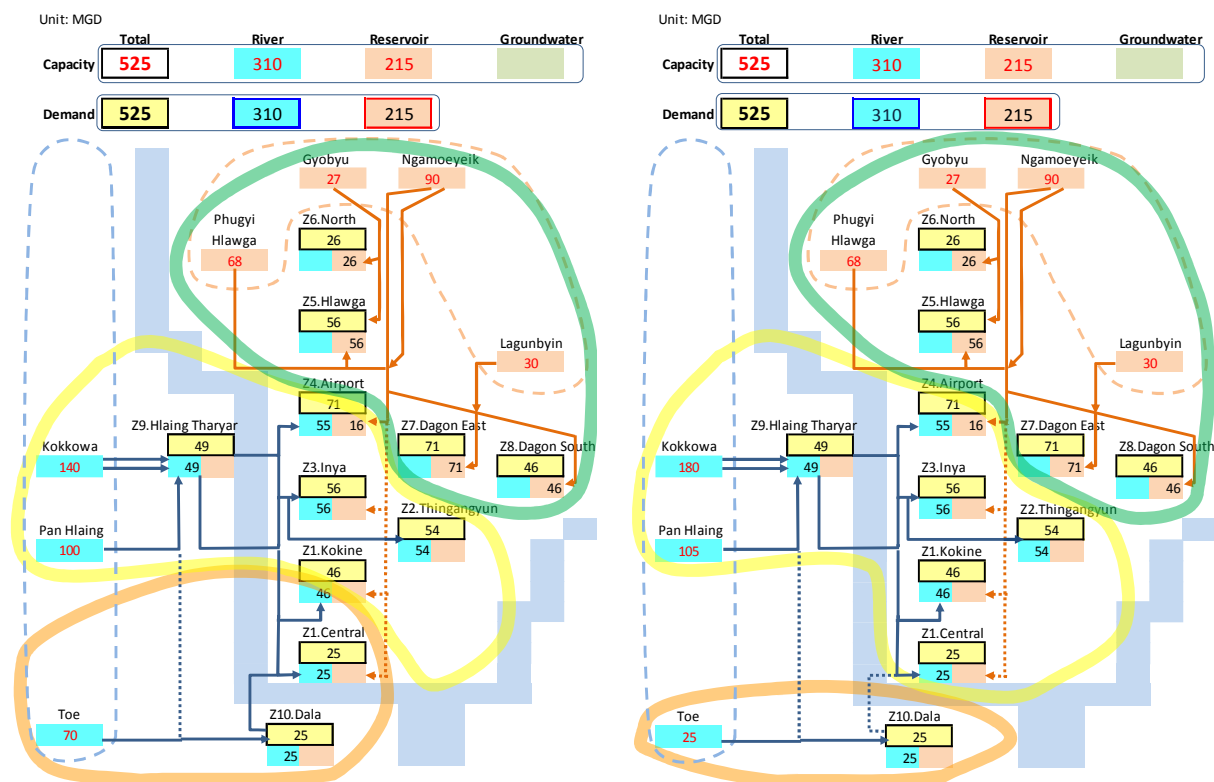 Unit: MGD
Total River Reservoir Groundwater
Capacity 525 310 215
Demand 525 310 215
Gyobyu Ngamoeyeik
27 90
Phugyi
Hlawga
68
Z6.North
26
26
Z5.Hlawga
56
56
Lagunbyin
30
Z4.Airport
71
55 16
Z9.Hlaing Tharyar
49
49
Kokkowa
140
Z7.Dagon East
71
71
Z8.Dagon South
46
46
Z3.Inya
56
56
Z2.Thingangyun
54
54
Pan Hlaing
100
Z1.Kokine
46
46
Z1.Central
25
25
Toe
70
Z10.Dala
25
25
Unit: MGD
Total River Reservoir Groundwater
Capacity 525 310 215
Demand 525 310 215
Gyobyu Ngamoeyeik
27 90
Phugyi
Hlawga
68
Z6.North
26
26
Z5.Hlawga
56
56
Lagunbyin
30
Z4.Airport
71
55 16
Z9.Hlaing Tharyar
49
49
Kokkowa
180
Z7.Dagon East
71
71
Z8.Dagon South
46
46
Z3.Inya
56
56
Z2.Thingangyun
54
54
Pan Hlaing
105
Z1.Kokine
46
46
Z1.Central
25
25
Toe
25
Z10.Dala
25
25